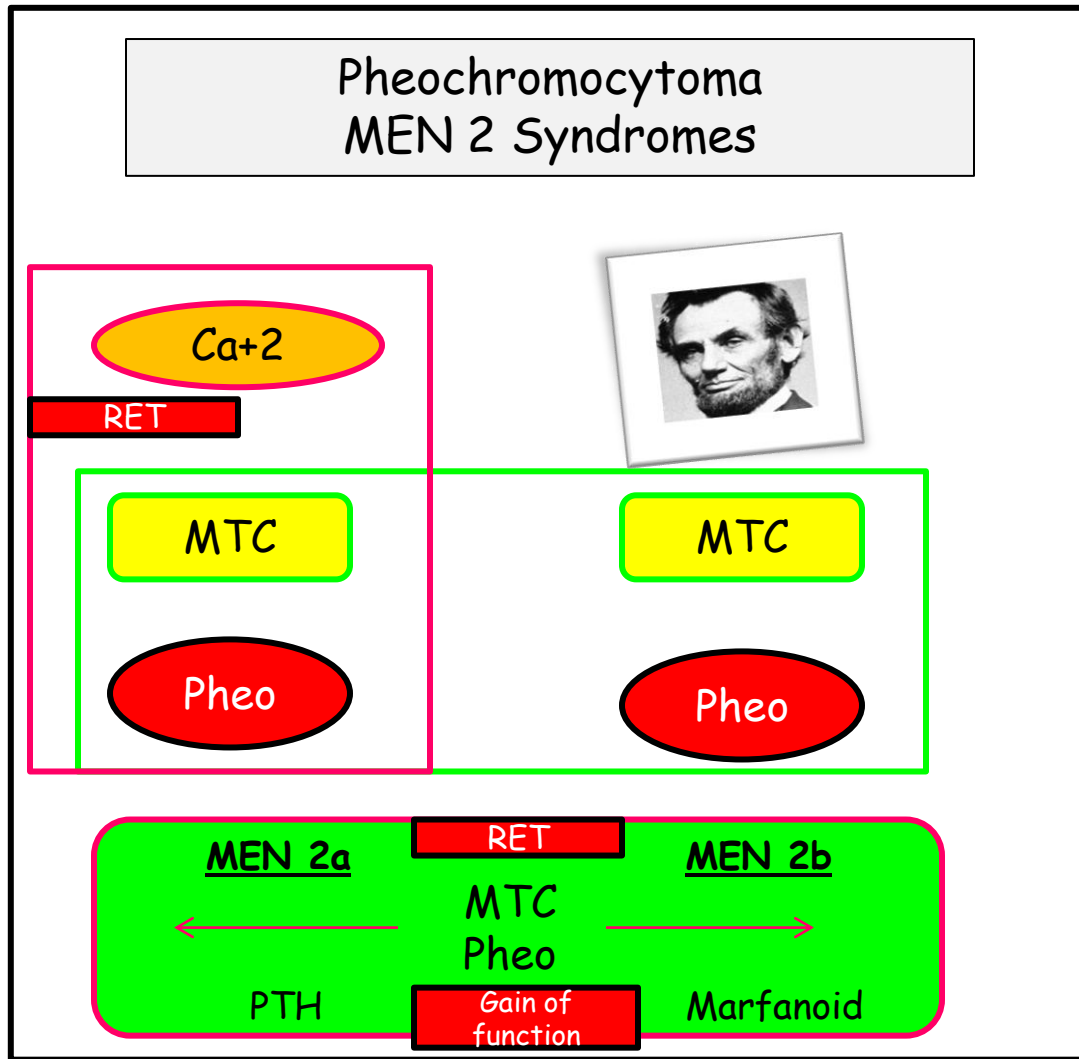 Pheochromocytoma
MEN 2 Syndromes
Ca+2
RET
MTC
MTC
Pheo
Pheo
RET
MEN 2a
MEN 2b
MTC
Pheo
PTH
Gain of
function
Marfanoid